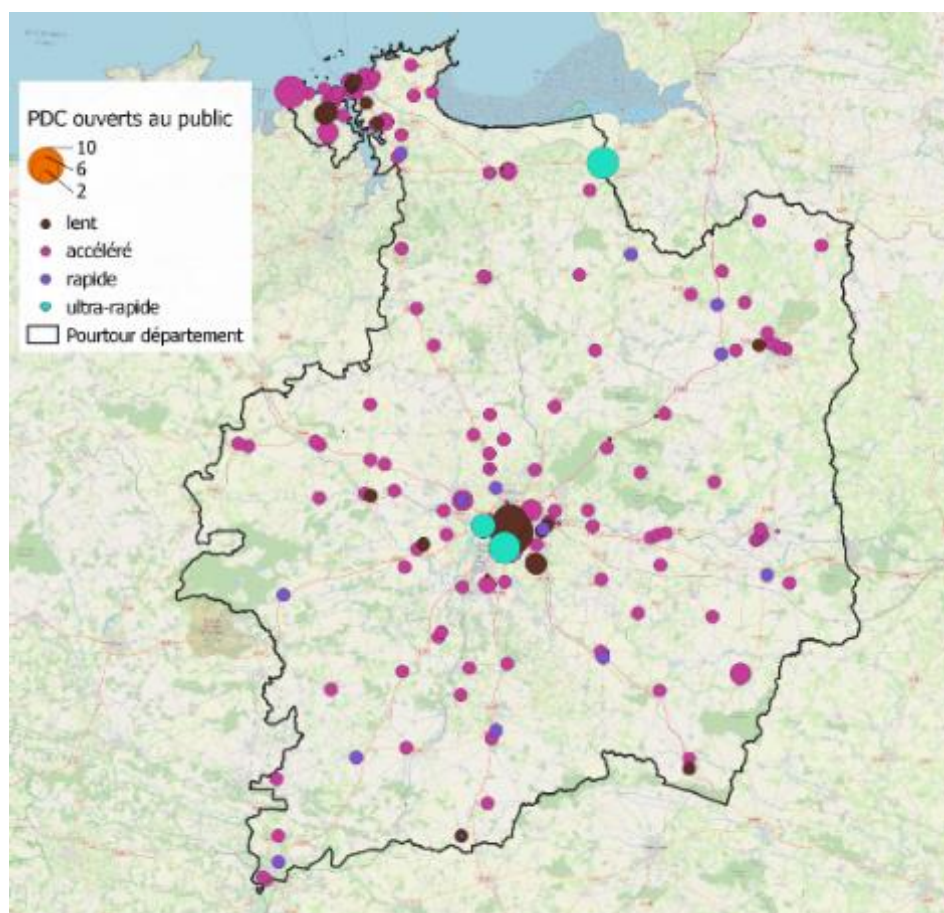 PDC ouverts au public
10
6
2
lent
accéléré
rapide
ultra-rapide
Pourtour département